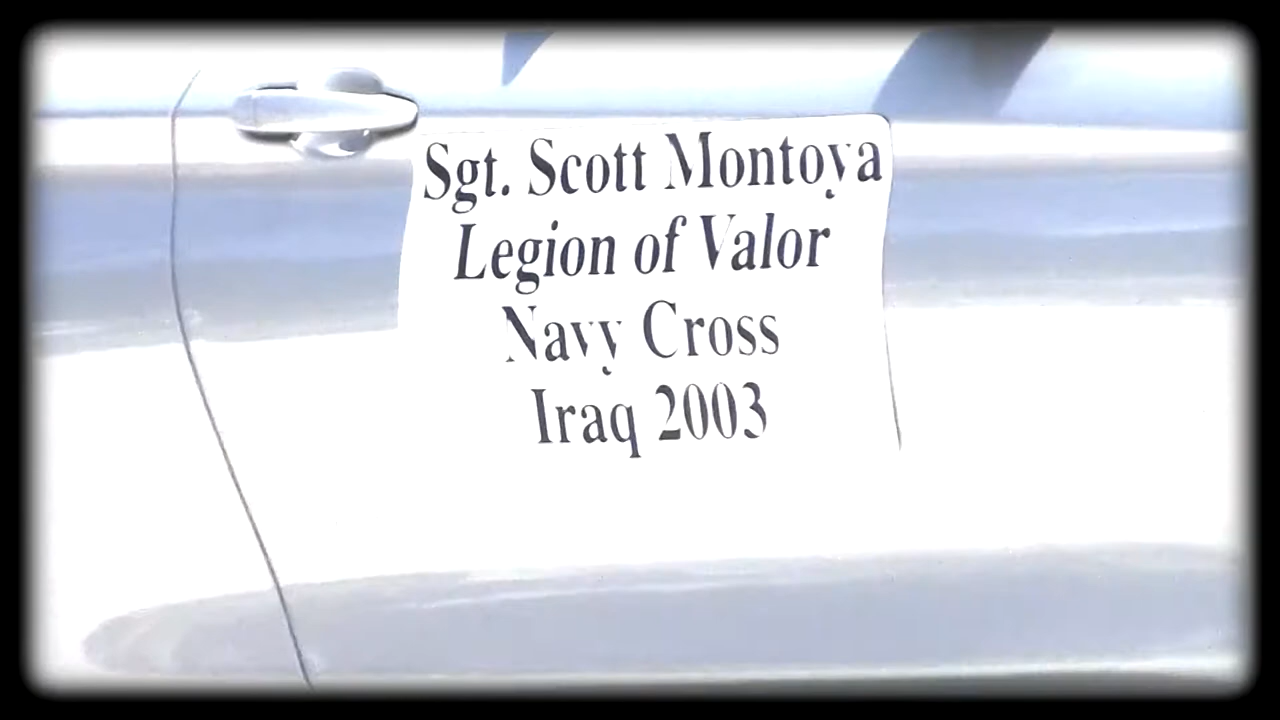 Sgt. Scott Montoya
Legion of Valor
Navy Cross
Iraq 2003